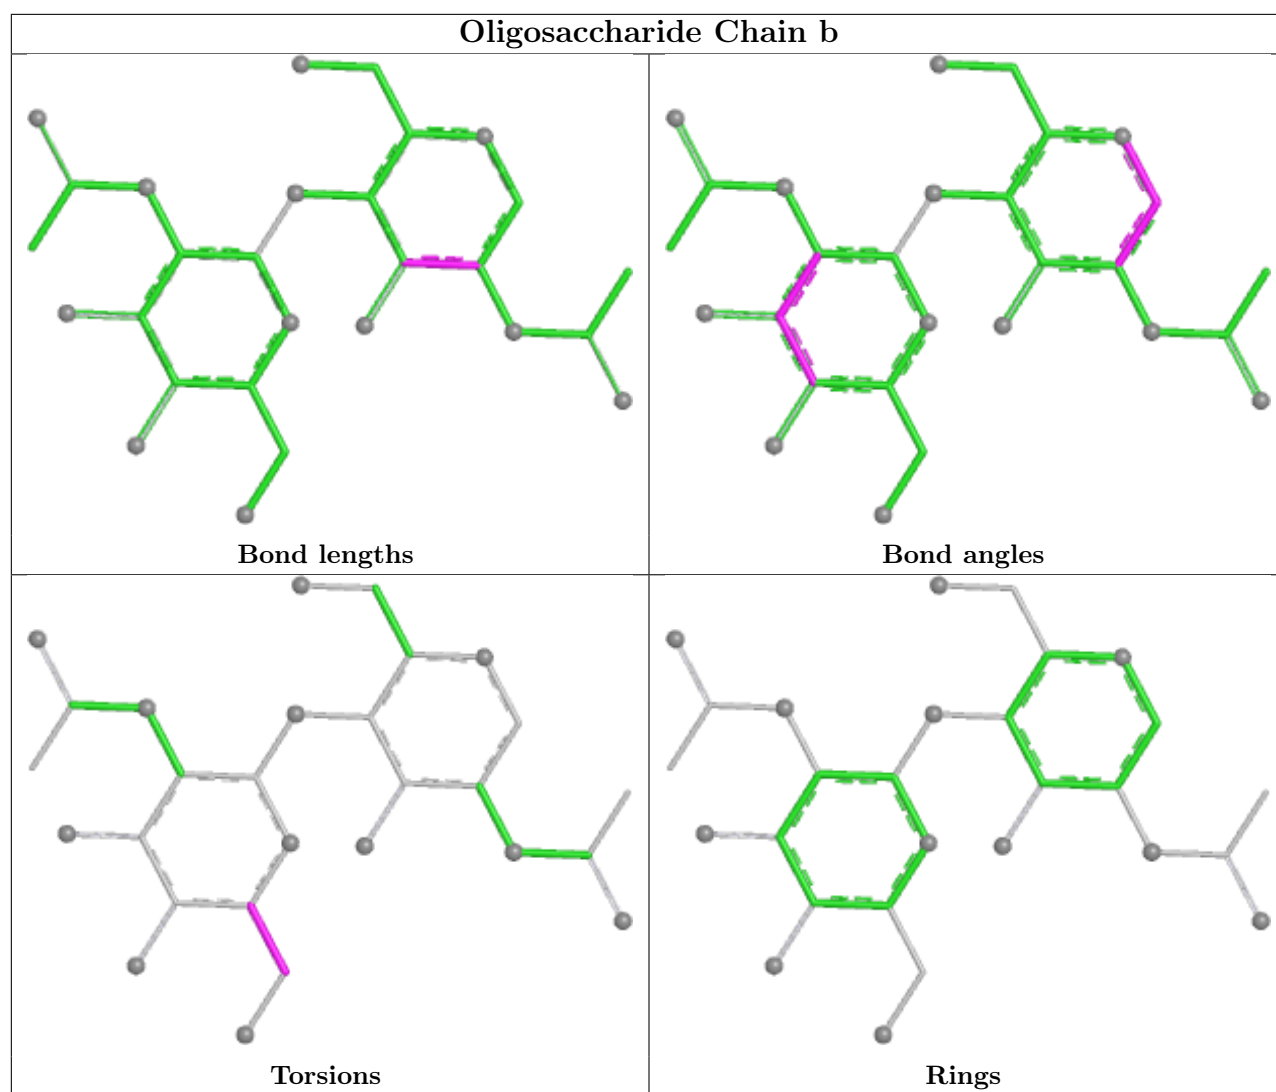 Oligosaccharide Chain b
Bond lengths
Bond angles
Torsions
Rings